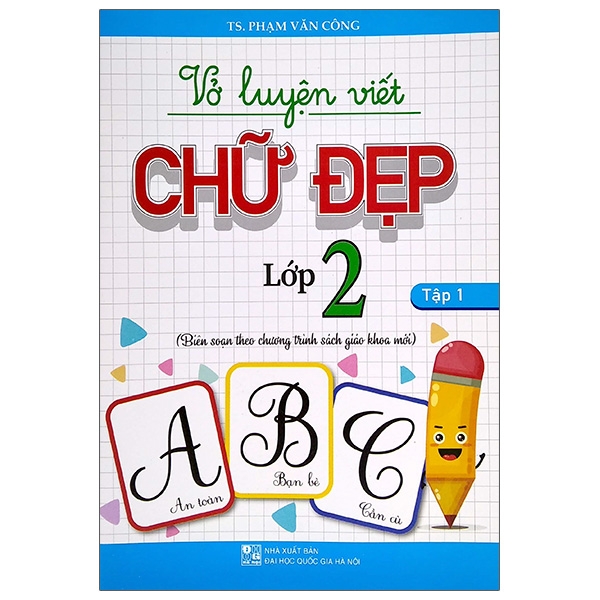 TS. PHẠM VĂN CÔNG
Vở luyện viết
CHỮ ĐẸP
Lớp 2
Tập 1
(Biên soạn theo chương trình sách giáo khoa mới)
A
An toàn
B
Bạn bè
C
Cần cù
NHÀ XUẤT BẢN
ĐẠI HỌC QUỐC GIA HÀ NỘI